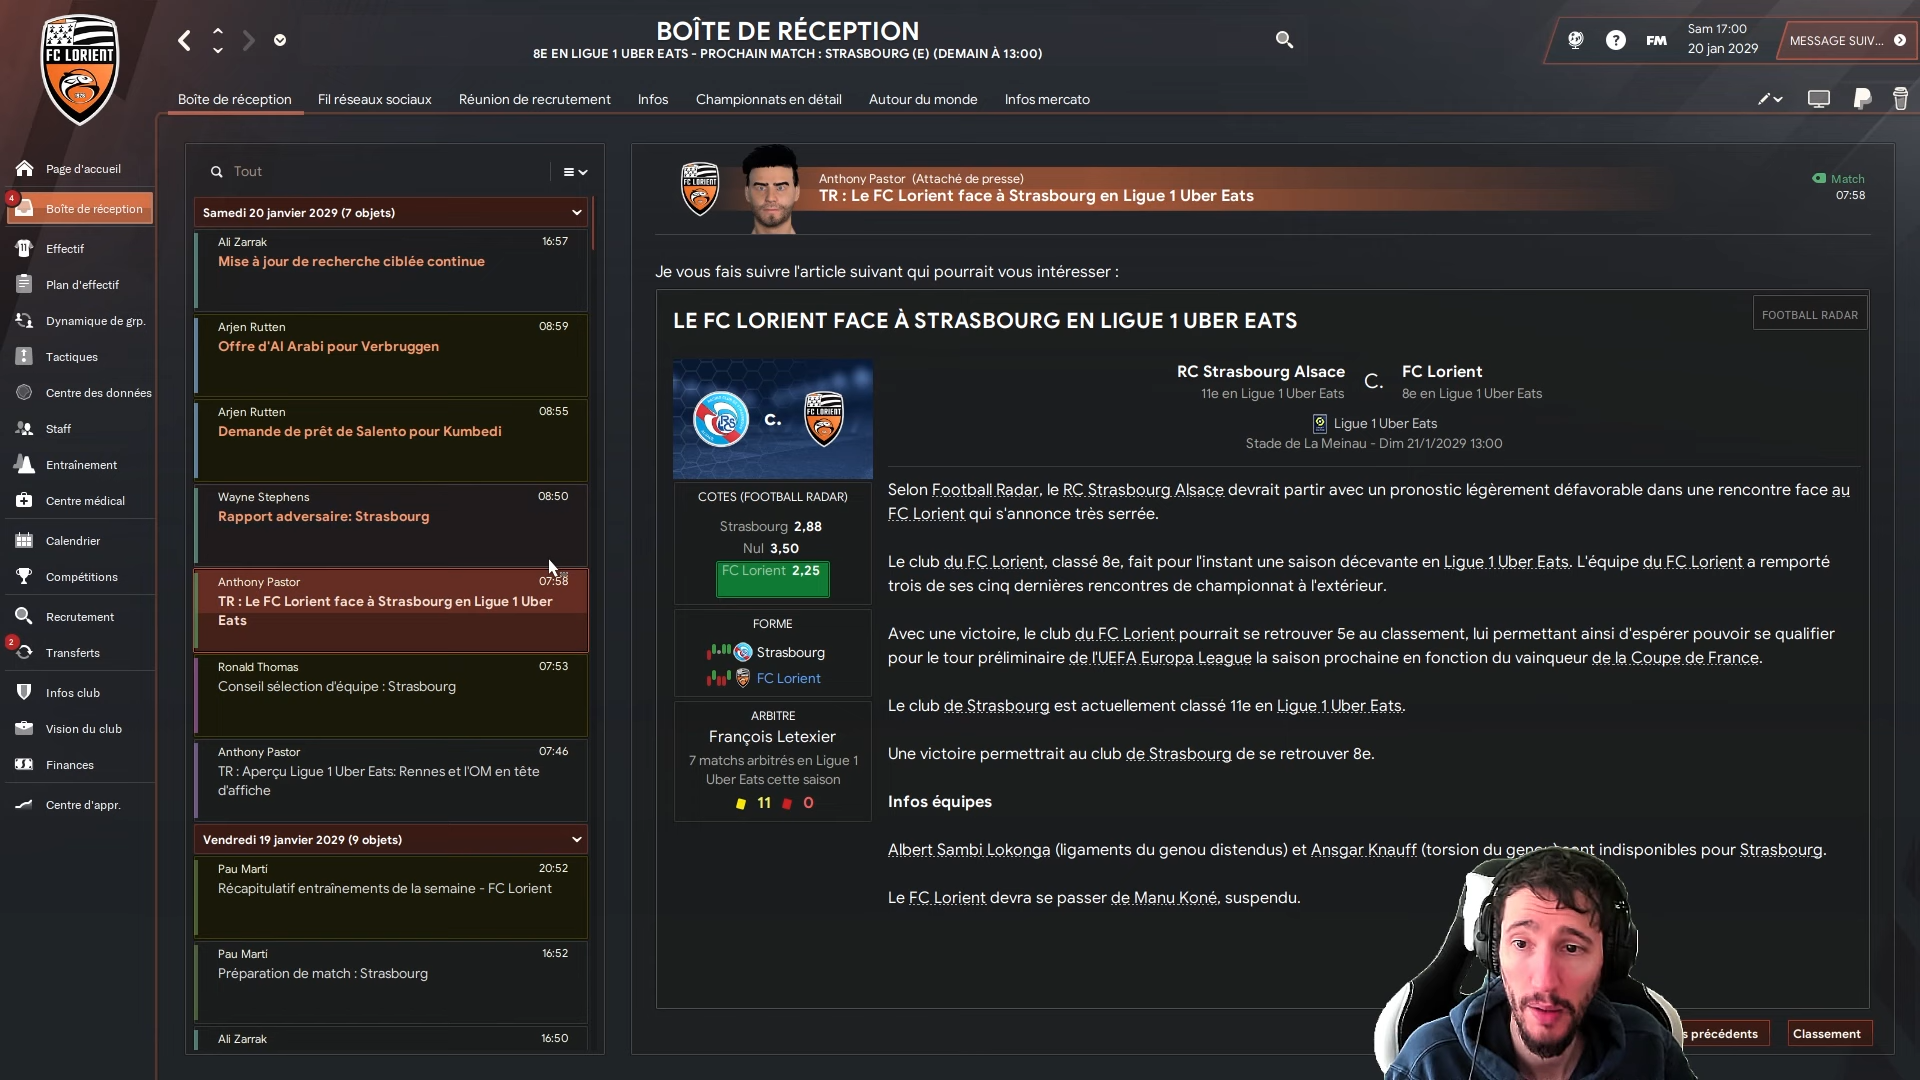 FC LORIENT
BOÎTE DE RÉCEPTION
8E EN LIGUE 1 UBER EATS - PROCHAIN MATCH : STRASBOURG (E) (DEMAIN À 13:00)
FM
Sam 17:00
20 jan 2029
MESSAGE SUIV...
Boîte de réception
Fil réseaux sociaux
Réunion de recrutement
Infos
Championnats en détail
Autour du monde
Infos mercato
Page d'accueil
4
Boîte de réception
Effectif
Plan d'effectif
Dynamique de grp.
Tactiques
Centre des données
Staff
Entraînement
Centre médical
Calendrier
Compétitions
Recrutement
2
Transferts
Infos club
Vision du club
Finances
Centre d'appr.
Tout
Samedi 20 janvier 2029 (7 objets)
Ali Zarrak 16:57
Mise à jour de recherche ciblée continue
Arjen Rutten 08:59
Offre d'Al Arabi pour Verbruggen
Arjen Rutten 08:55
Demande de prêt de Salento pour Kumbedi
Wayne Stephens 08:50
Rapport adversaire: Strasbourg
Anthony Pastor 07:58
TR : Le FC Lorient face à Strasbourg en Ligue 1 Uber
Eats
Ronald Thomas 07:53
Conseil sélection d'équipe : Strasbourg
Anthony Pastor 07:46
TR : Aperçu Ligue 1 Uber Eats: Rennes et l'OM en tête
d'affiche
Vendredi 19 janvier 2029 (9 objets)
Pau Martí 20:52
Récapitulatif entraînements de la semaine - FC Lorient
Pau Martí 16:52
Préparation de match : Strasbourg
Ali Zarrak 16:50
FC LORIENT
Anthony Pastor (Attaché de presse)
TR : Le FC Lorient face à Strasbourg en Ligue 1 Uber Eats
Match
07:58
Je vous fais suivre l'article suivant qui pourrait vous intéresser :
LE FC LORIENT FACE À STRASBOURG EN LIGUE 1 UBER EATS
FOOTBALL RADAR
C.
FC LORIENT
RC Strasbourg Alsace C. FC Lorient
11e en Ligue 1 Uber Eats 8e en Ligue 1 Uber Eats
Ligue 1 Uber Eats
Stade de La Meinau - Dim 21/1/2029 13:00
COTES (FOOTBALL RADAR)
Strasbourg 2,88
Nul 3,50
FC Lorient 2,25
FORME
Strasbourg
FC Lorient
ARBITRE
François Letexier
7 matchs arbitrés en Ligue 1
Uber Eats cette saison
11 0
Selon Football Radar, le RC Strasbourg Alsace devrait partir avec un pronostic légèrement défavorable dans une rencontre face au
FC Lorient qui s'annonce très serrée.
Le club du FC Lorient, classé 8e, fait pour l'instant une saison décevante en Ligue 1 Uber Eats. L'équipe du FC Lorient a remporté
trois de ses cinq dernières rencontres de championnat à l'extérieur.
Avec une victoire, le club du FC Lorient pourrait se retrouver 5e au classement, lui permettant ainsi d'espérer pouvoir se qualifier
pour le tour préliminaire de l'UEFA Europa League la saison prochaine en fonction du vainqueur de la Coupe de France.
Le club de Strasbourg est actuellement classé 11e en Ligue 1 Uber Eats.
Une victoire permettrait au club de Strasbourg de se retrouver 8e.
Infos équipes
Albert Sambi Lokonga (ligaments du genou distendus) et Ansgar Knauff (torsion du sont indisponibles pour Strasbourg.
Le FC Lorient devra se passer de Manu Koné, suspendu.
précédents
Classement